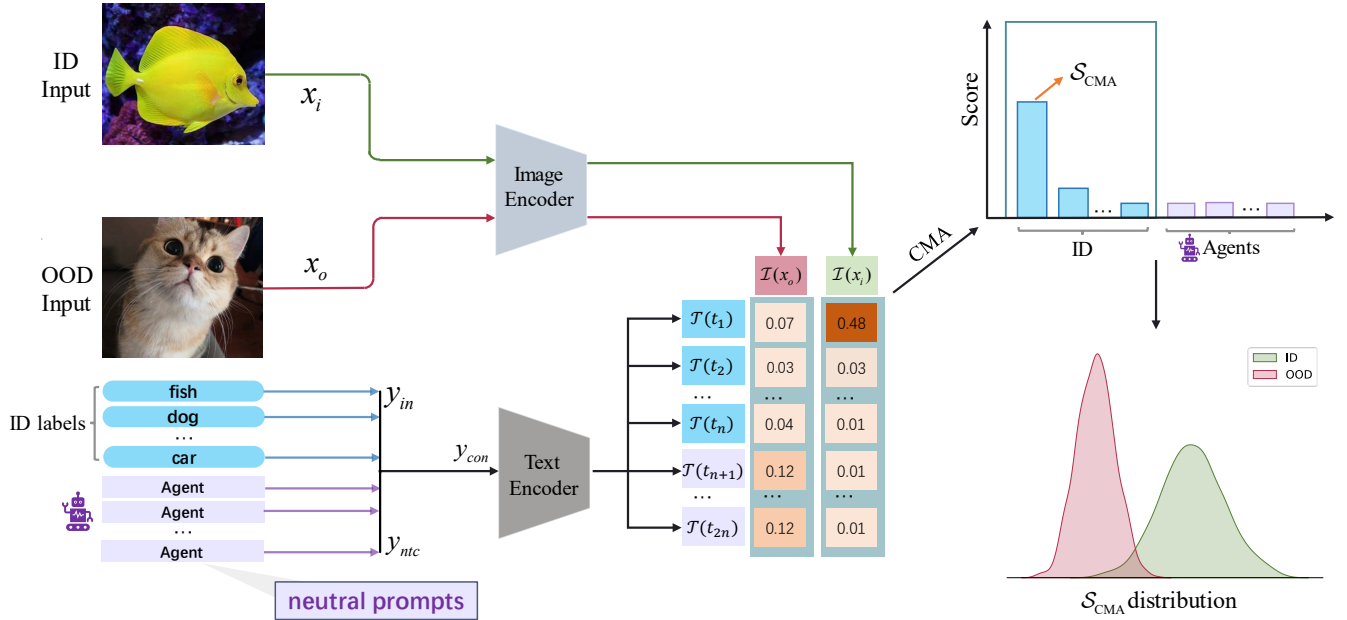 ID
Input
x_i
OOD
Input
x_o
Image
Encoder
ID labels
fish
dog
...
car
Agent
Agent
...
Agent
y_in
y_ntc
neutral prompts
y_con
Text
Encoder
I(x_o) I(x_i)
T(t_1) 0.07 0.48
T(t_2) 0.03 0.03
... ... ...
T(t_n) 0.04 0.01
T(t_{n+1}) 0.12 0.01
... ... ...
T(t_{2n}) 0.12 0.01
CMA
Score
S_CMA
... ...
ID Agents
ID
OOD
S_CMA distribution